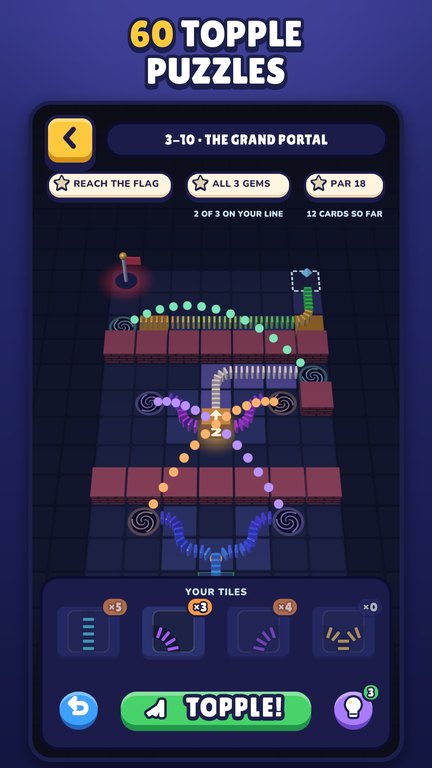 60 TOPPLE
PUZZLES
3-10 · THE GRAND PORTAL
REACH THE FLAG
ALL 3 GEMS
PAR 18
2 OF 3 ON YOUR LINE
12 CARDS SO FAR
2
YOUR TILES
×5
×3
×4
×0
TOPPLE!
3